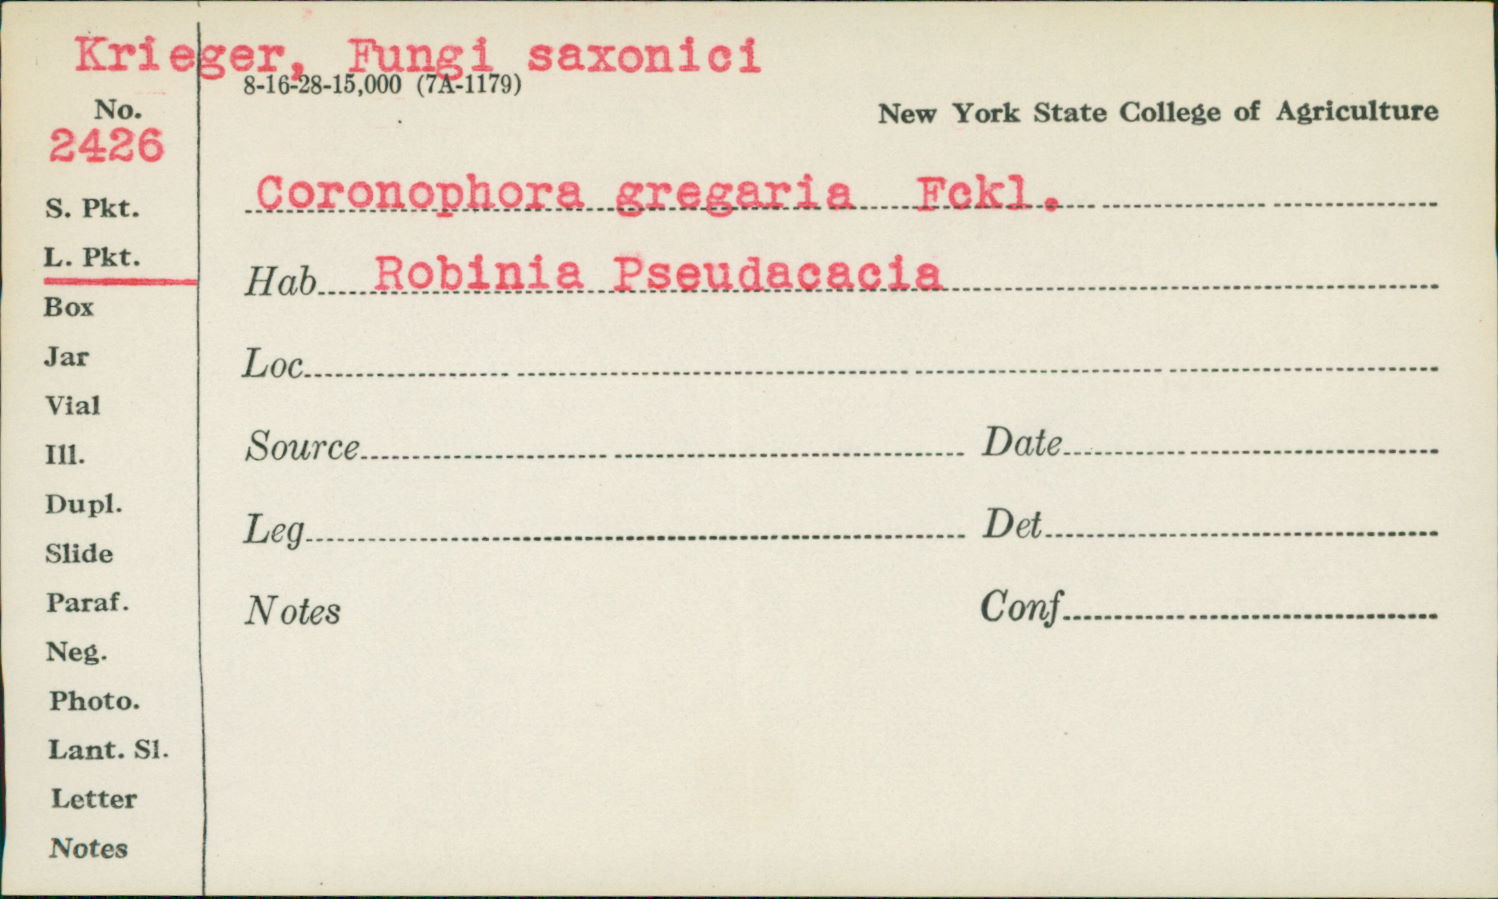 Krieger, Fungi saxonici
8-16-28-15,000 (7A-1179)
No.
2426
New York State College of Agriculture
S. Pkt.
Coronophora gregaria Fckl.
L. Pkt.
Hab. Robinia Pseudacacia
Box
Jar
Loc.
Vial
Ill.
Source
Date
Dupl.
Slide
Leg.
Det.
Paraf.
Notes
Conf.
Neg.
Photo.
Lant. Sl.
Letter
Notes